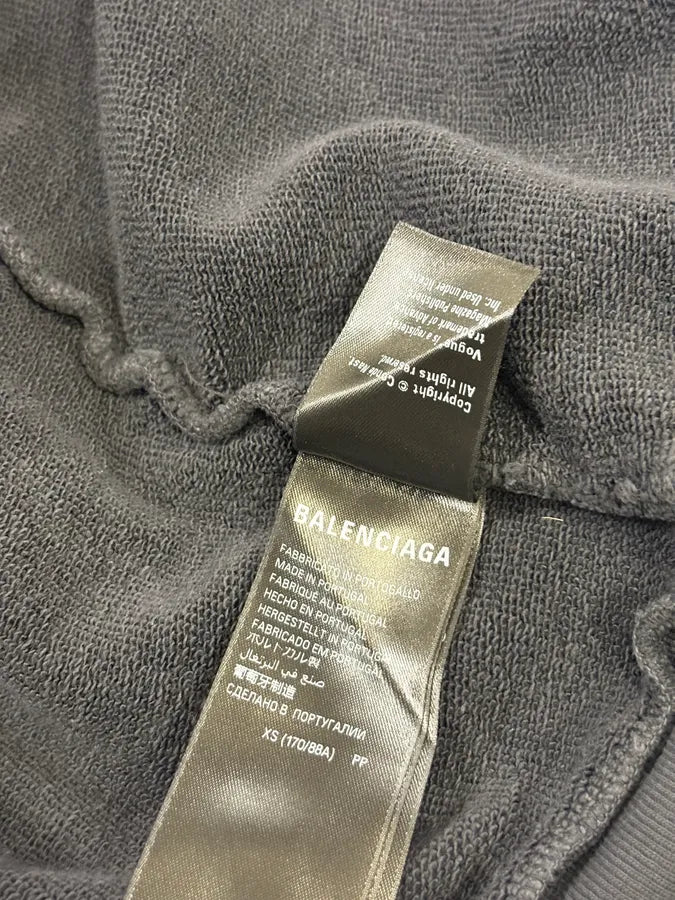 Copyright © Condé Nast
All rights reserved.
Vogue is a registered
trademark of Advance
Magazine Publishers
Inc. Used under
BALENCIAGA
FABBRICATO IN PORTOGALLO
MADE IN PORTUGAL
FABRIQUÉ AU PORTUGAL
HECHO EN PORTUGAL
HERGESTELLT IN PORTUGAL
FABRICADO EM PORTUGAL
ポルトガル製
صنع في البرتغال
葡萄牙制造
СДЕЛАНО В ПОРТУГАЛИИ
XS (170/88A) PP